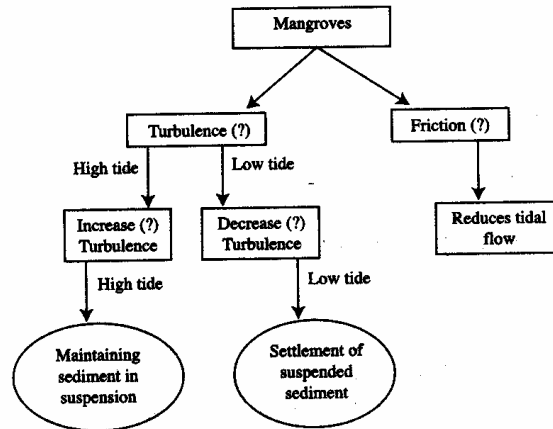 Mangroves
Turbulence (?)
Friction (?)
High tide
Low tide
Increase (?)
Turbulence
Decrease (?)
Turbulence
Reduces tidal
flow
High tide
Low tide
Maintaining
sediment in
suspension
Settlement of
suspended
sediment